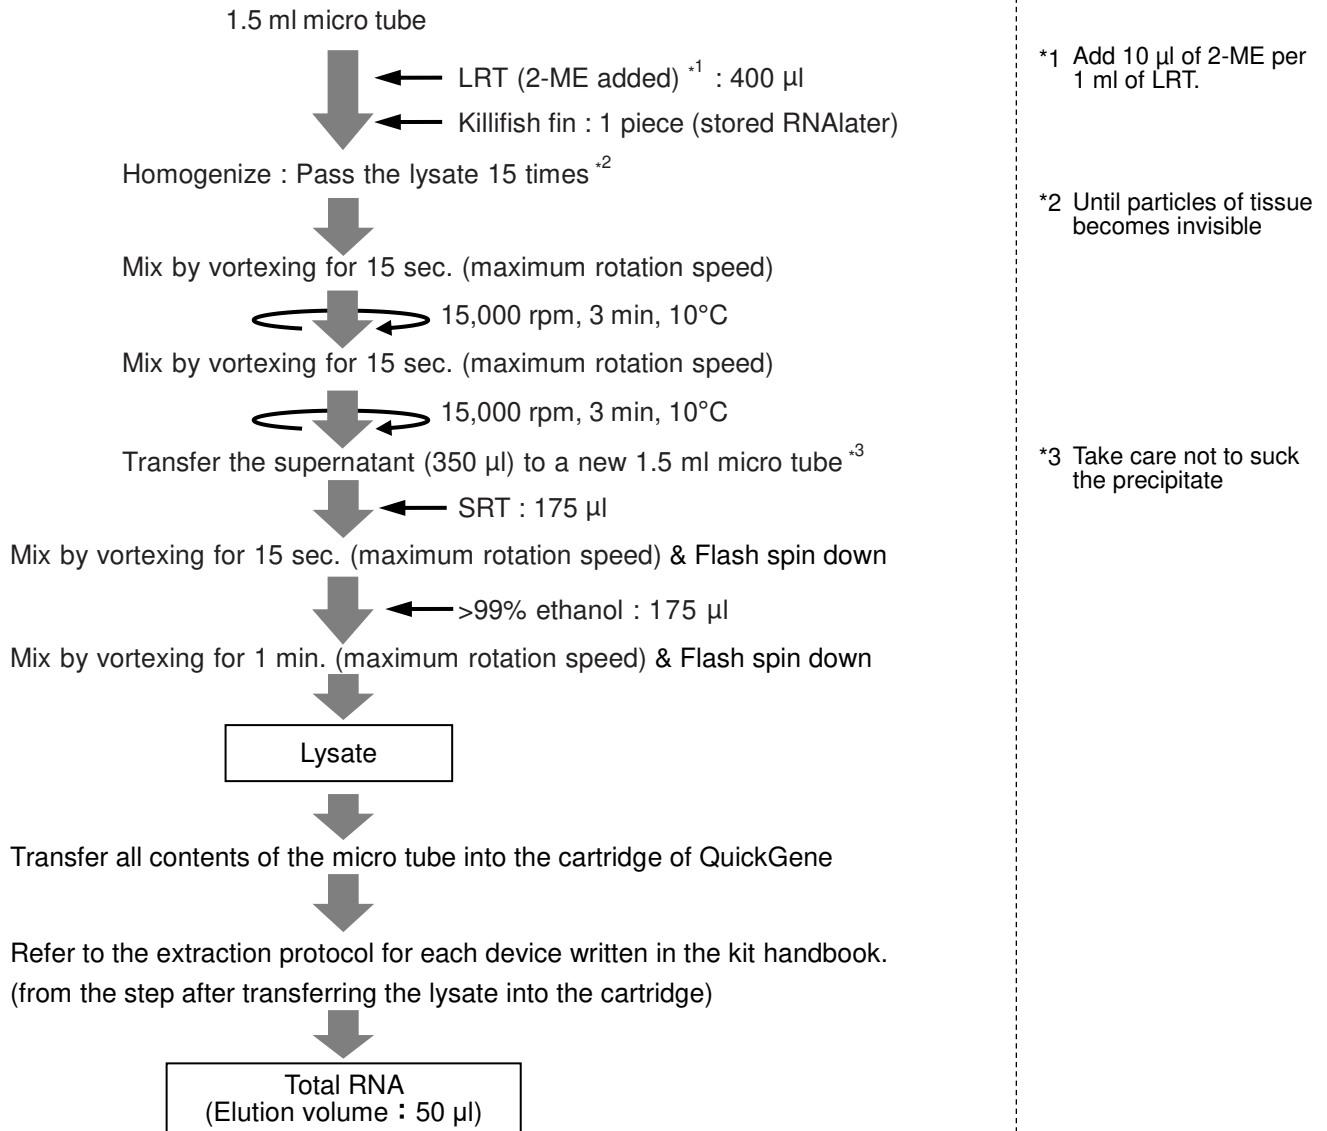 1.5 ml micro tube
LRT (2-ME added) *1 : 400 µl
Killifish fin : 1 piece (stored RNAlater)
Homogenize : Pass the lysate 15 times *2
Mix by vortexing for 15 sec. (maximum rotation speed)
15,000 rpm, 3 min, 10°C
Mix by vortexing for 15 sec. (maximum rotation speed)
15,000 rpm, 3 min, 10°C
Transfer the supernatant (350 µl) to a new 1.5 ml micro tube *3
SRT : 175 µl
Mix by vortexing for 15 sec. (maximum rotation speed) & Flash spin down
>99% ethanol : 175 µl
Mix by vortexing for 1 min. (maximum rotation speed) & Flash spin down
Lysate
Transfer all contents of the micro tube into the cartridge of QuickGene
Refer to the extraction protocol for each device written in the kit handbook.
(from the step after transferring the lysate into the cartridge)
Total RNA
(Elution volume : 50 µl)
*1 Add 10 µl of 2-ME per
1 ml of LRT.
*2 Until particles of tissue
becomes invisible
*3 Take care not to suck
the precipitate